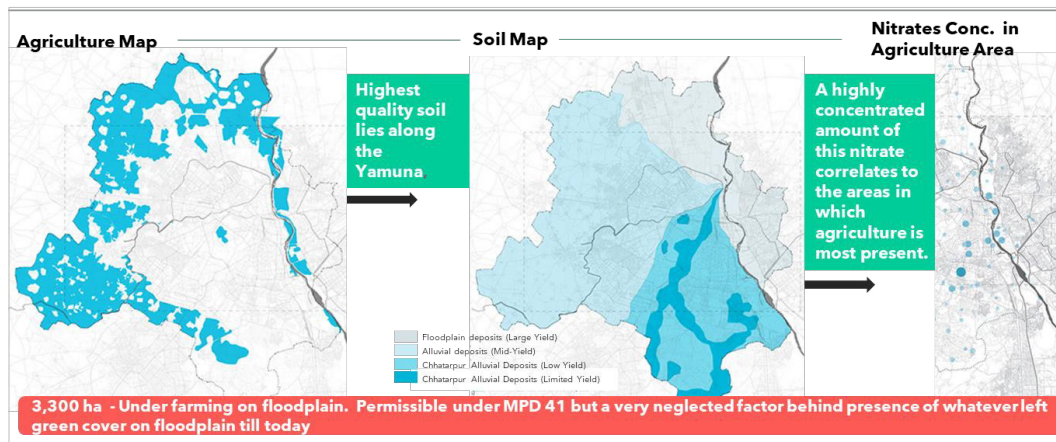 Agriculture Map
Soil Map
Nitrates Conc. in
Agriculture Area
Highest
quality soil
lies along
the
Yamuna.
A highly
concentrated
amount of
this nitrate
correlates to
the areas in
which
agriculture is
most present.
Floodplain deposits (Large Yield)
Alluvial deposits (Mid-Yield)
Chhatarpur Alluvial Deposits (Low Yield)
Chhatarpur Alluvial Deposits (Limited Yield)
3,300 ha - Under farming on floodplain. Permissible under MPD 41 but a very neglected factor behind presence of whatever left
green cover on floodplain till today